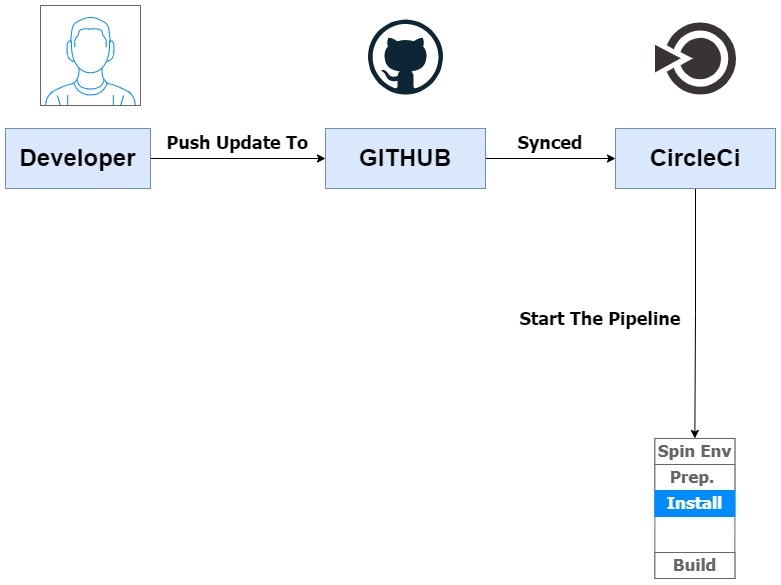 Developer
Push Update To
GITHUB
Synced
CircleCi
Start The Pipeline
Spin Env
Prep.
Install
Build